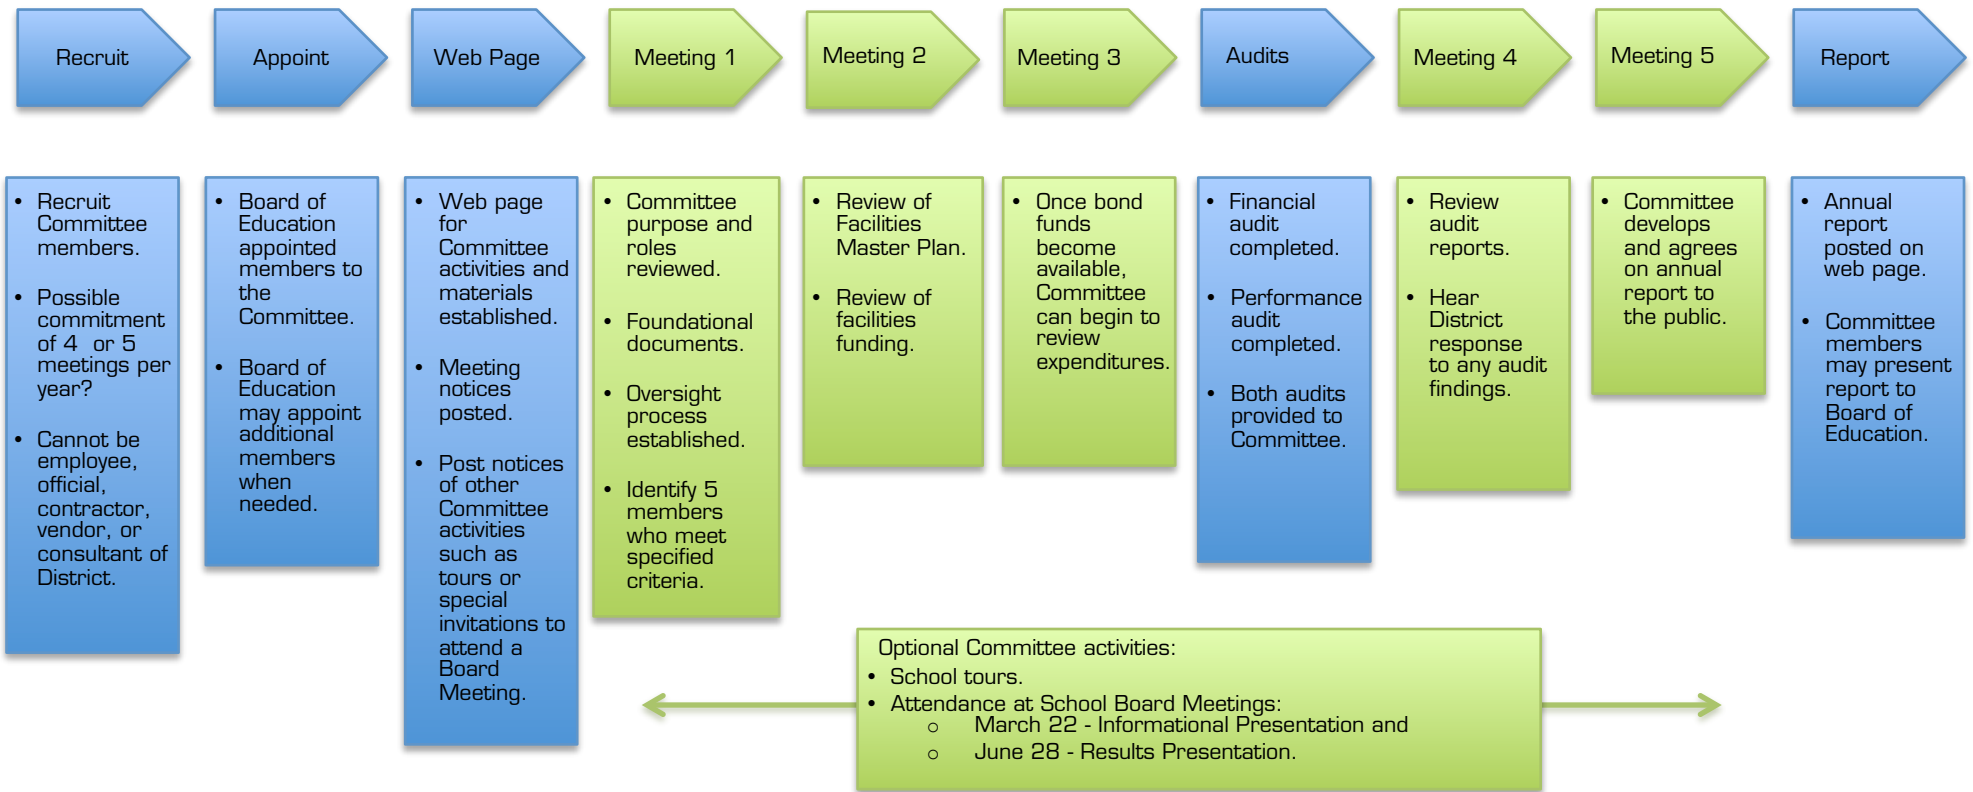 Recruit
Appoint
Web Page
Meeting 1
Meeting 2
Meeting 3
Audits
Meeting 4
Meeting 5
Report
• Recruit
Committee
members.
• Possible
commitment
of 4 or 5
meetings per
year?
• Cannot be
employee,
official,
contractor,
vendor, or
consultant of
District.
• Board of
Education
appointed
members to
the
Committee.
• Board of
Education
may appoint
additional
members
when
needed.
• Web page
for
Committee
activities and
materials
established.
• Meeting
notices
posted.
• Post notices
of other
Committee
activities
such as
tours or
special
invitations to
attend a
Board
Meeting.
• Committee
purpose and
roles
reviewed.
• Foundational
documents.
• Oversight
process
established.
• Identify 5
members
who meet
specified
criteria.
• Review of
Facilities
Master Plan.
• Review of
facilities
funding.
• Once bond
funds
become
available,
Committee
can begin to
review
expenditures.
• Financial
audit
completed.
• Performance
audit
completed.
• Both audits
provided to
Committee.
• Review
audit
reports.
• Hear
District
response
to any audit
findings.
• Committee
develops
and agrees
on annual
report to
the public.
• Annual
report
posted on
web page.
• Committee
members
may present
report to
Board of
Education.
Optional Committee activities:
• School tours.
• Attendance at School Board Meetings:
o March 22 - Informational Presentation and
o June 28 - Results Presentation.